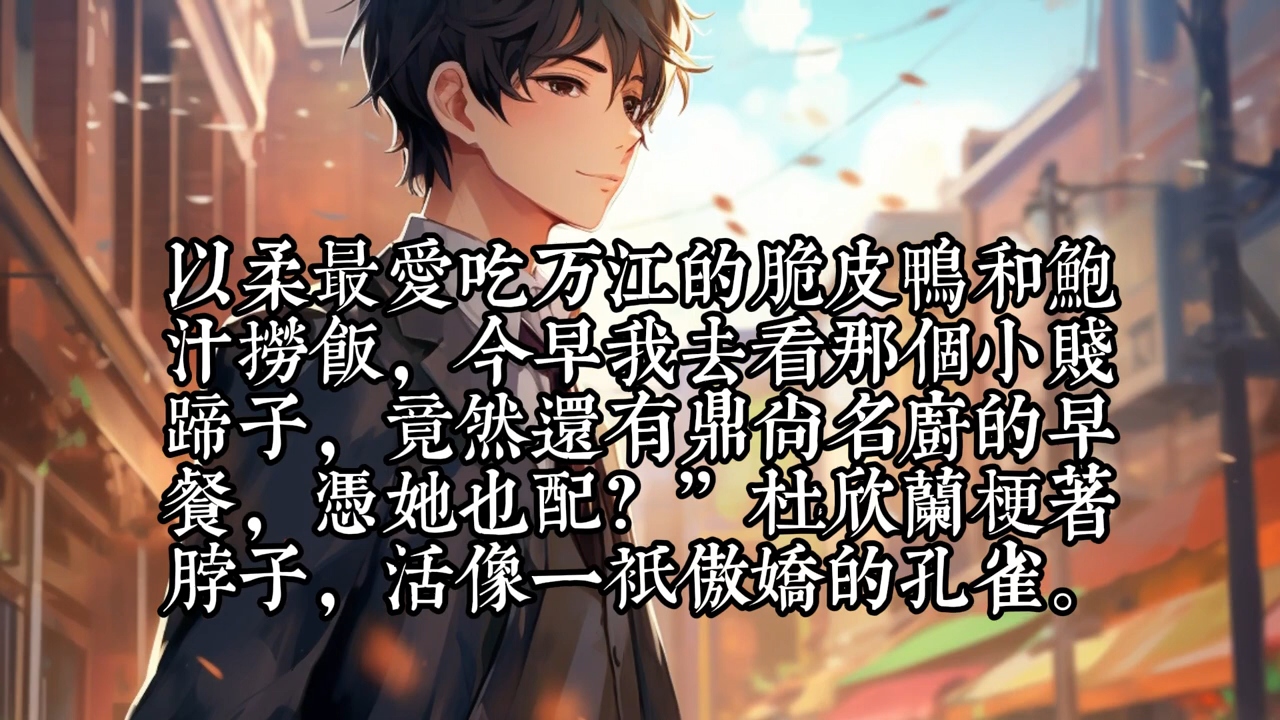 以柔最愛吃万江的脆皮鴨和鮑
汁撈飯，今早我去看那個小賤
蹄子，竟然還有鼎尚名廚的早
餐，憑她也配？”杜欣蘭梗著
脖子，活像一衹傲嬌的孔雀。